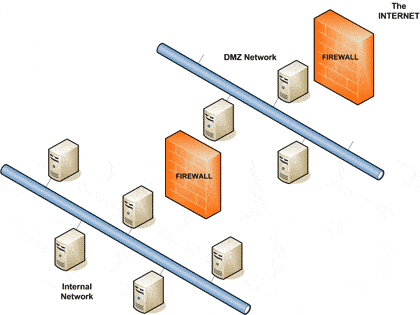 The
INTERNET
DMZ Network
FIREWALL
FIREWALL
Internal
Network